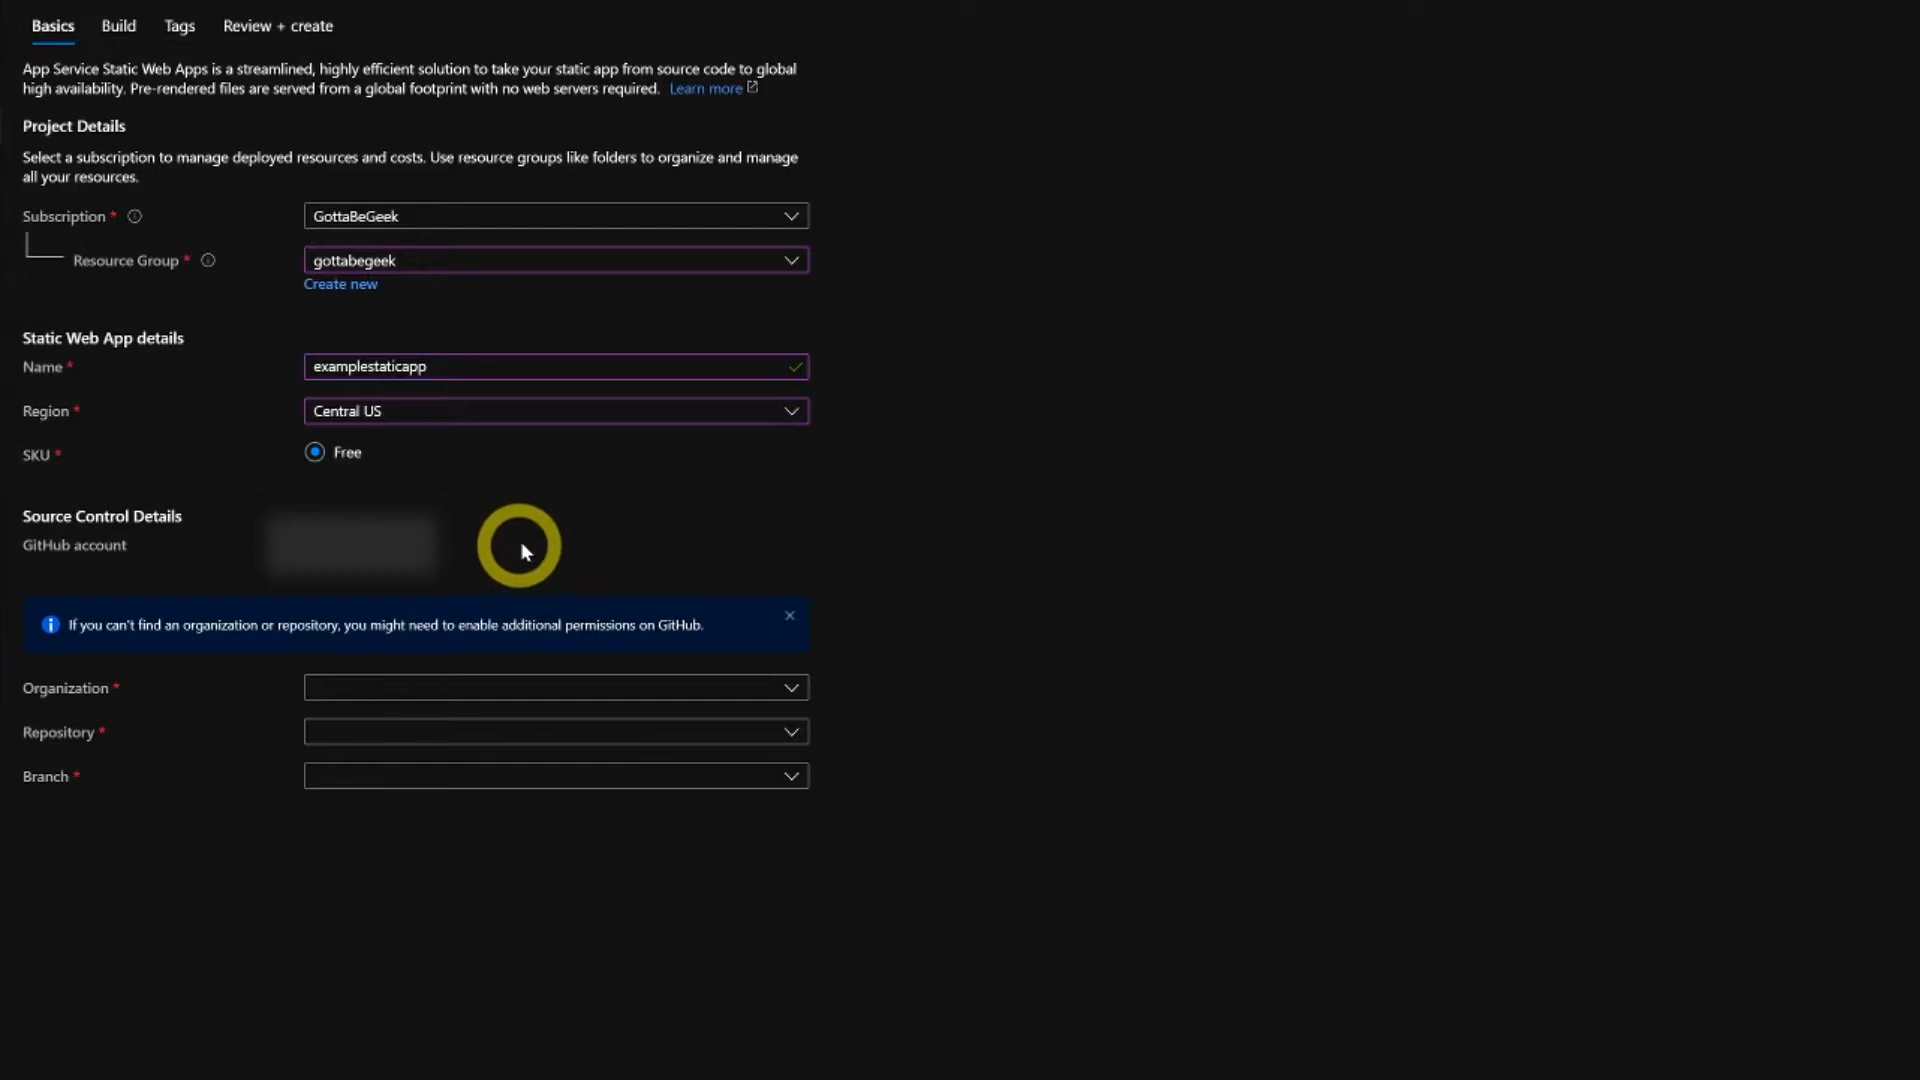 Basics Build Tags Review + create
App Service Static Web Apps is a streamlined, highly efficient solution to take your static app from source code to global
high availability. Pre-rendered files are served from a global footprint with no web servers required. Learn more
Project Details
Select a subscription to manage deployed resources and costs. Use resource groups like folders to organize and manage
all your resources.
Subscription * GottaBeGeek
Resource Group * gottabegeek
Create new
Static Web App details
Name * examplestaticapp
Region * Central US
SKU * Free
Source Control Details
GitHub account
If you can't find an organization or repository, you might need to enable additional permissions on GitHub.
Organization *
Repository *
Branch *